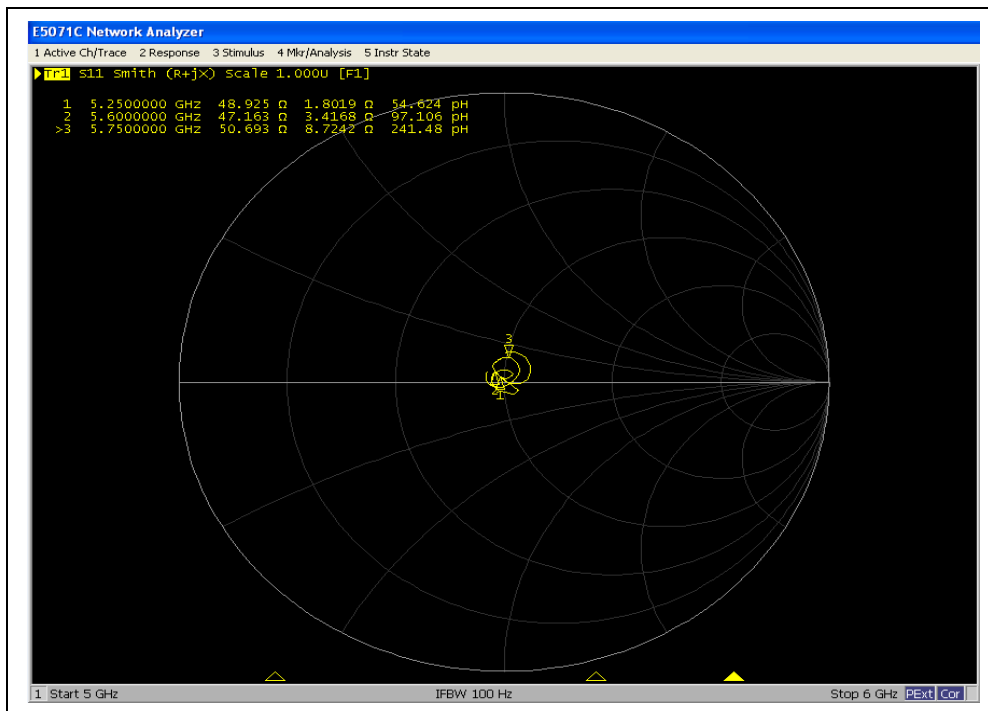 E5071C Network Analyzer
1 Active Ch/Trace 2 Response 3 Stimulus 4 Mkr/Analysis 5 Instr State
Tr1 S11 Smith (R+jX) Scale 1.000U [F1]
1 5.2500000 GHz 48.925 Ω 1.8019 Ω 54.624 pH
2 5.6000000 GHz 47.163 Ω 3.4168 Ω 97.106 pH
>3 5.7500000 GHz 50.693 Ω 8.7242 Ω 241.48 pH
3
1
1 Start 5 GHz IFBW 100 Hz Stop 6 GHz PExt Cor